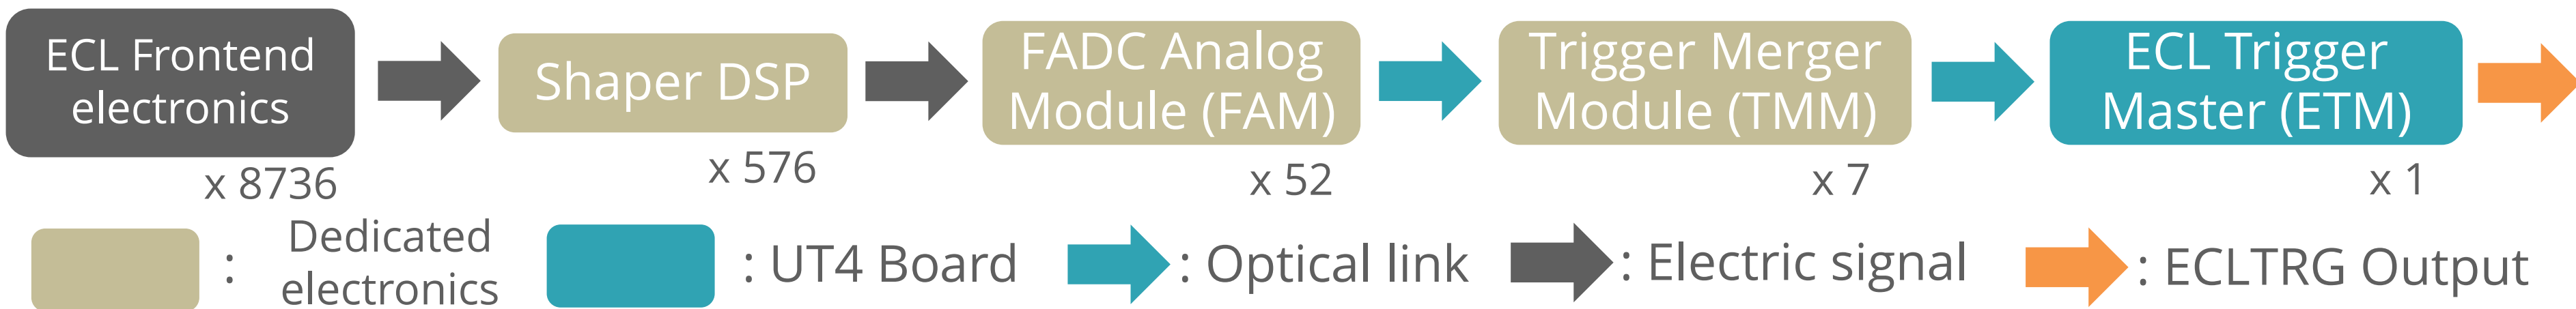 ECL Frontend
electronics
x 8736
Shaper DSP
x 576
FADC Analog
Module (FAM)
x 52
Trigger Merger
Module (TMM)
x 7
ECL Trigger
Master (ETM)
x 1
: Dedicated
electronics
: UT4 Board
: Optical link
: Electric signal
: ECLTRG Output